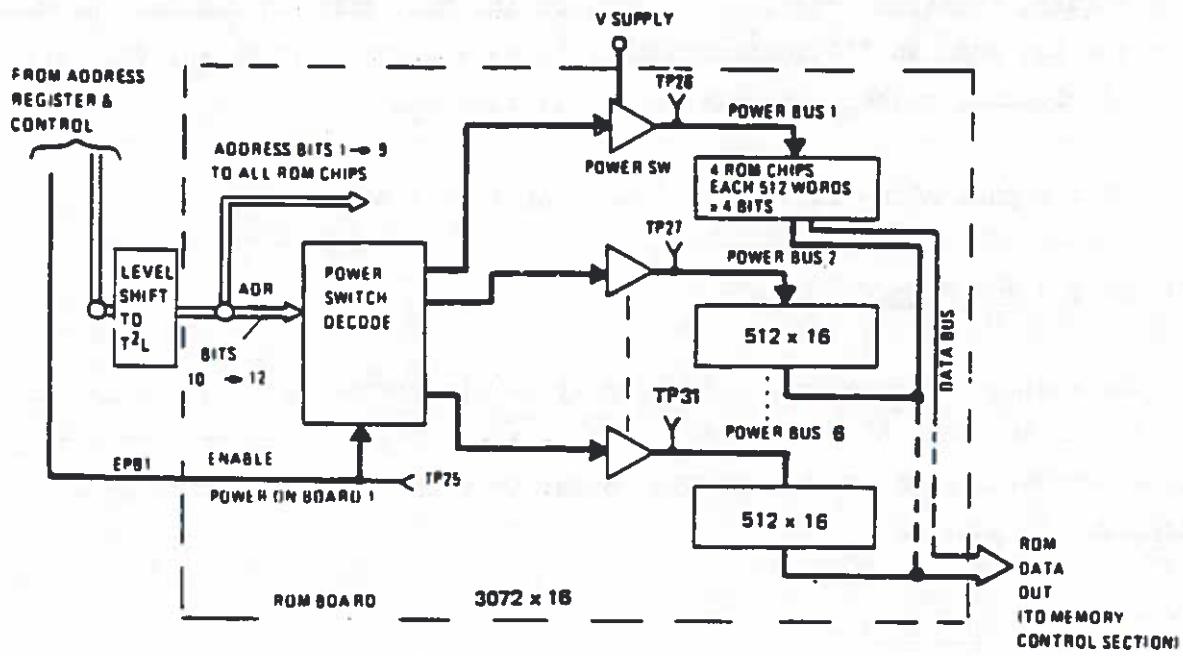 V SUPPLY
FROM ADDRESS
REGISTER &
CONTROL
ADDRESS BITS 1 → 9
TO ALL ROM CHIPS
TP26
POWER BUS 1
POWER SW
4 ROM CHIPS
EACH 512 WORDS
x 4 BITS
LEVEL
SHIFT
TO
T²L
ADR
BITS
10 → 12
POWER
SWITCH
DECODE
TP27
POWER BUS 2
512 x 16
DATA BUS
TP31
POWER BUS 6
512 x 16
EPB1
ENABLE
POWER ON BOARD 1
TP25
ROM BOARD
3072 x 16
ROM
DATA
OUT
(TO MEMORY
CONTROL SECTION)